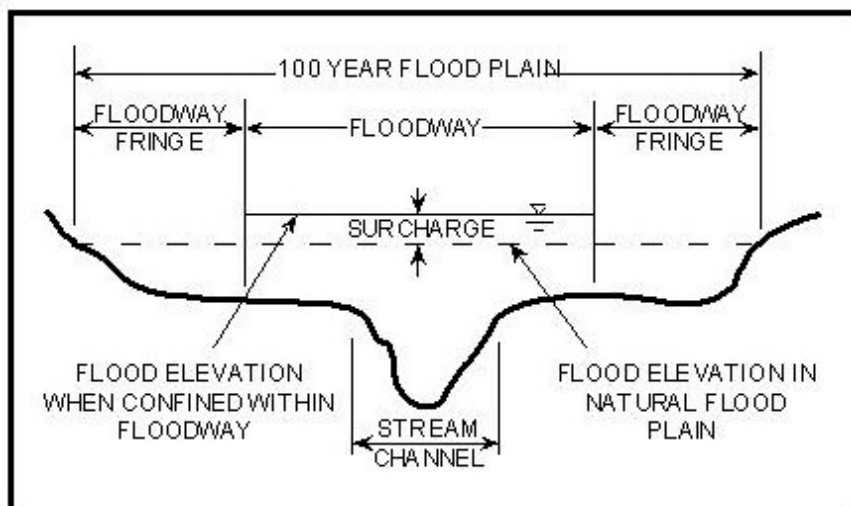 100 YEAR FLOOD PLAIN
FLOODWAY
FRINGE
FLOODWAY
FLOODWAY
FRINGE
SURCHARGE
FLOOD ELEVATION
WHEN CONFINED WITHIN
FLOODWAY
FLOOD ELEVATION IN
NATURAL FLOOD
PLAIN
STREAM
CHANNEL